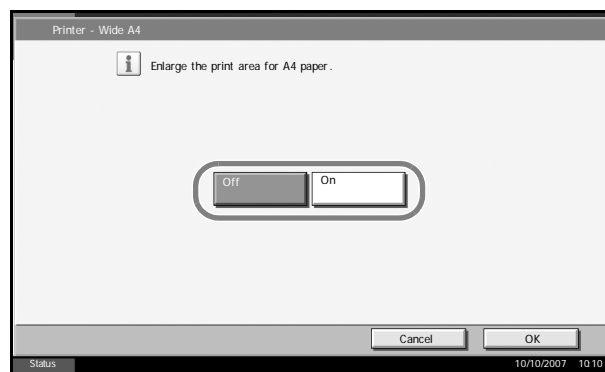 Printer - Wide A4
Enlarge the print area for A4 paper.
Off
On
Cancel
OK
Status
10/10/2007 10:10